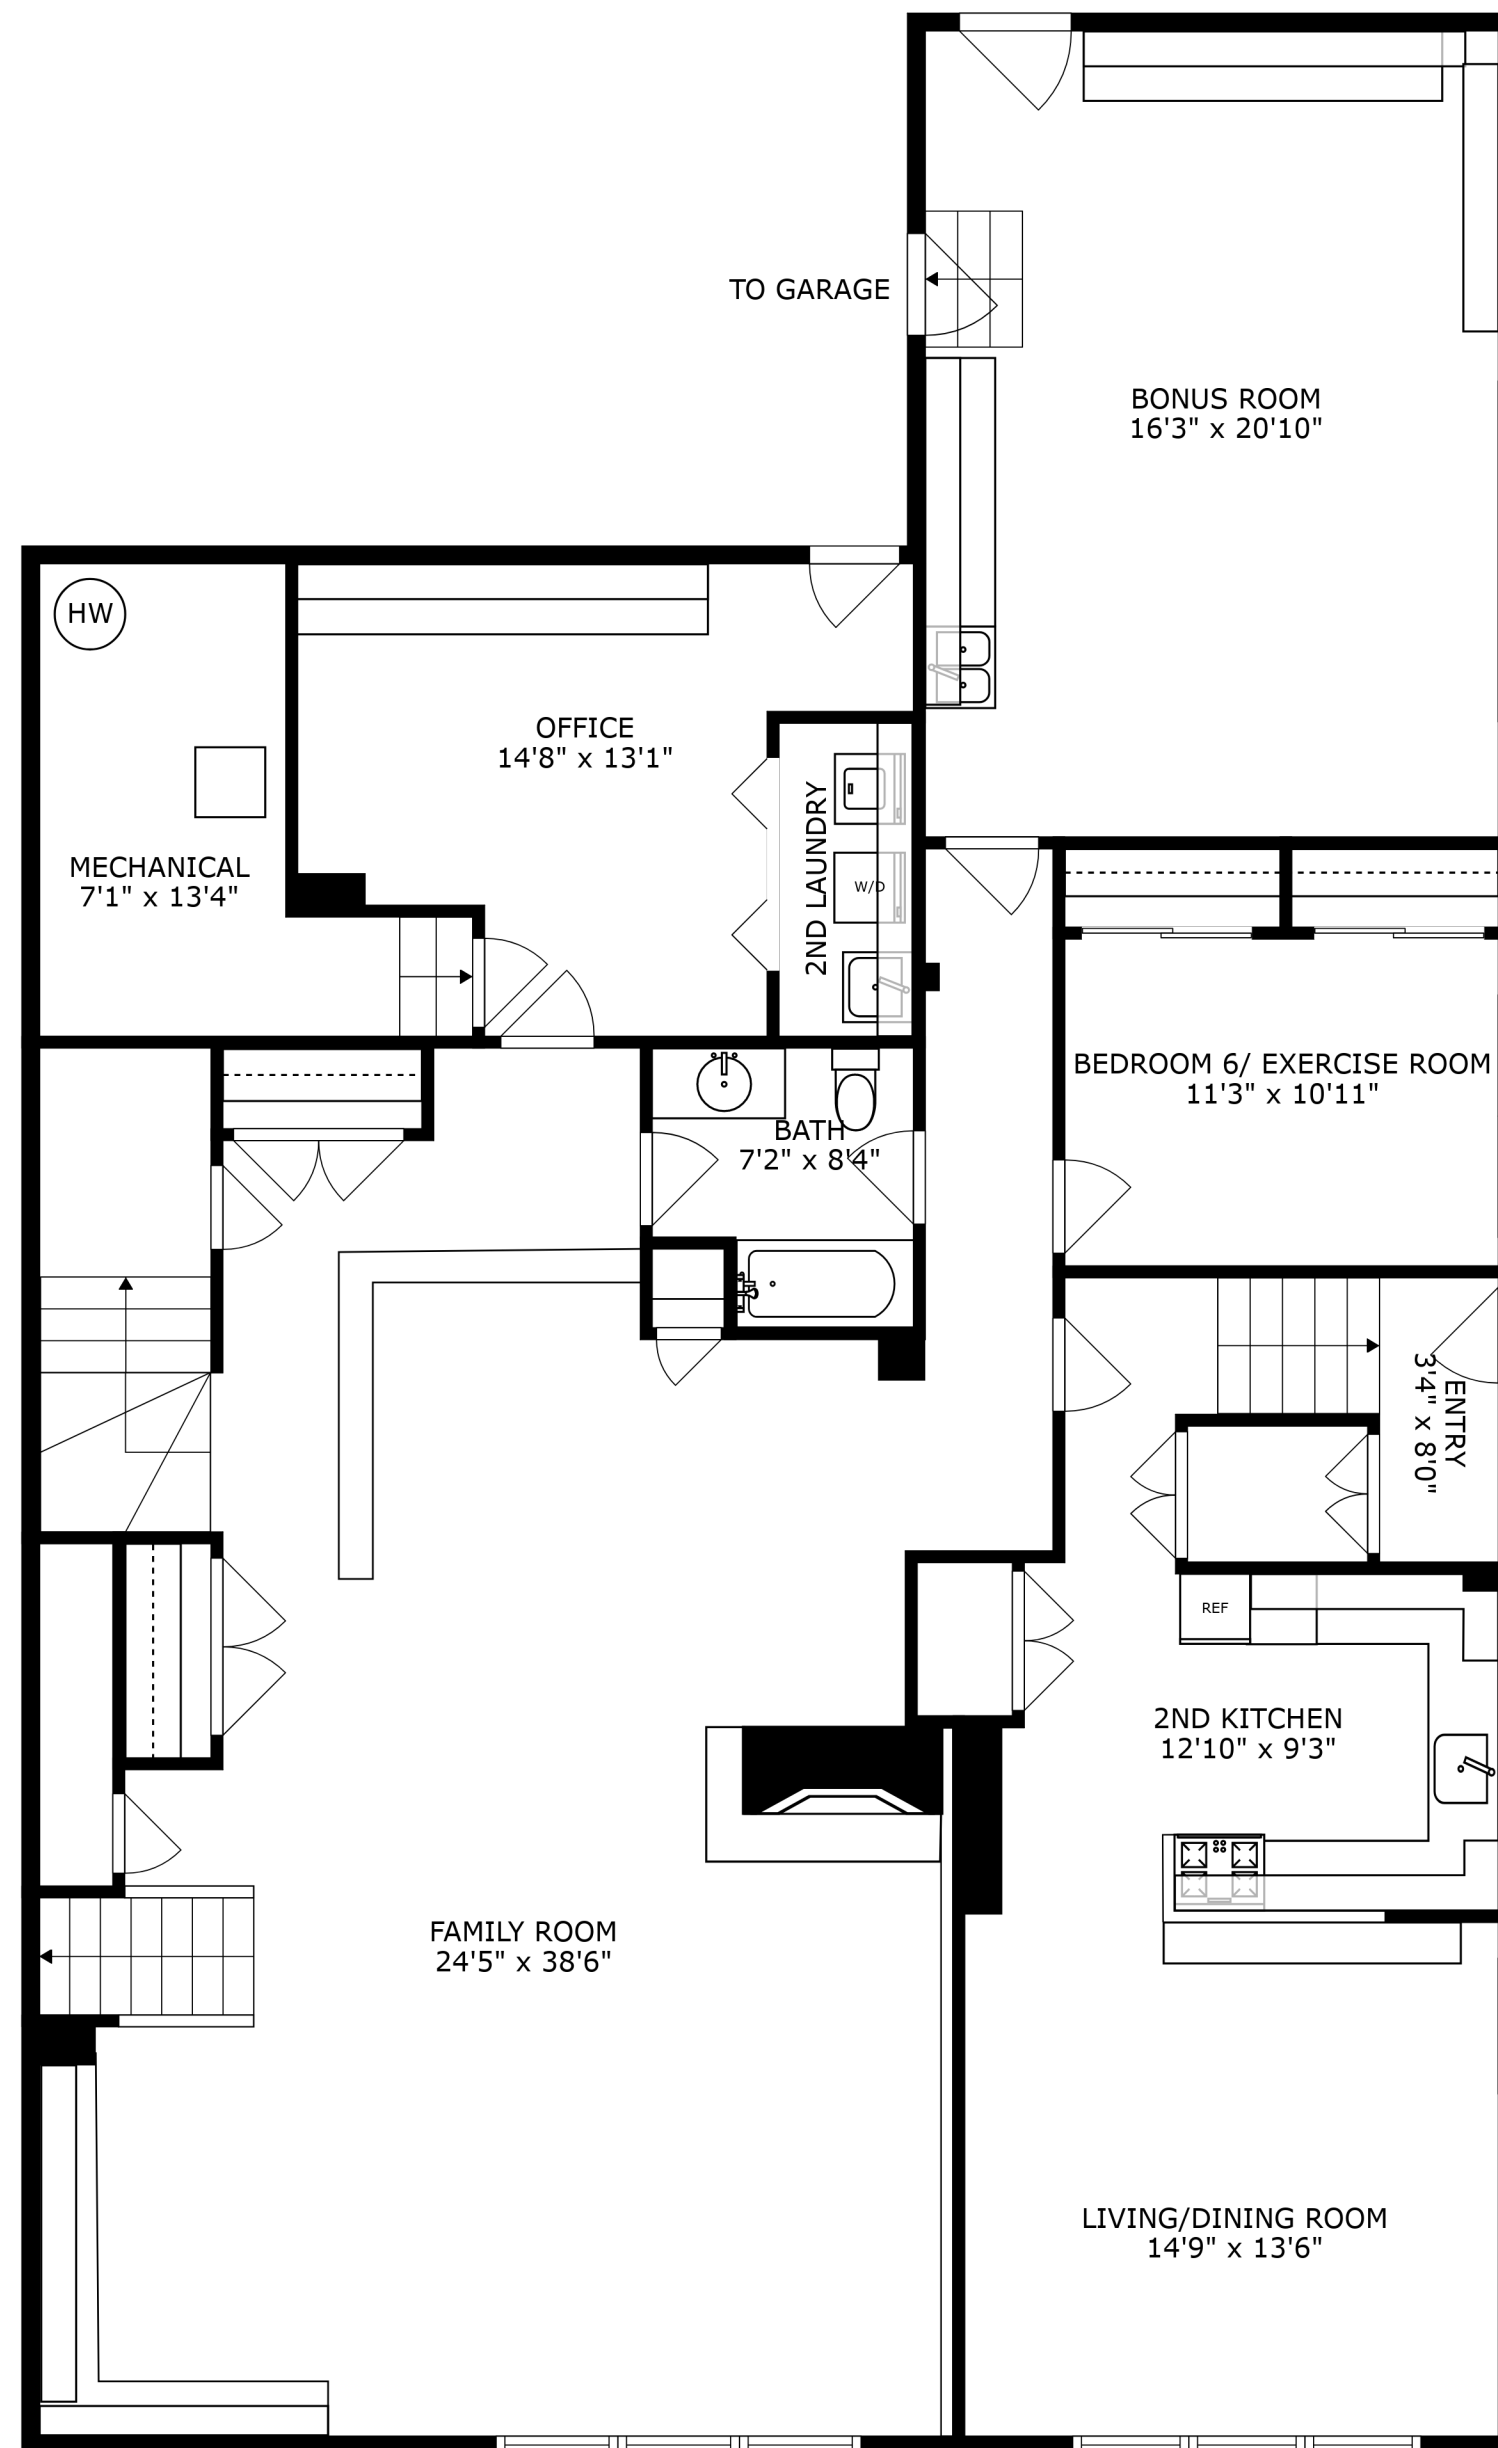 TO GARAGE
BONUS ROOM
16'3" x 20'10"
HW
OFFICE
14'8" x 13'1"
MECHANICAL
7'1" x 13'4"
2ND LAUNDRY
W/D
BEDROOM 6/ EXERCISE ROOM
11'3" x 10'11"
BATH
7'2" x 8'4"
ENTRY
3'4" x 8'0"
REF
2ND KITCHEN
12'10" x 9'3"
FAMILY ROOM
24'5" x 38'6"
LIVING/DINING ROOM
14'9" x 13'6"